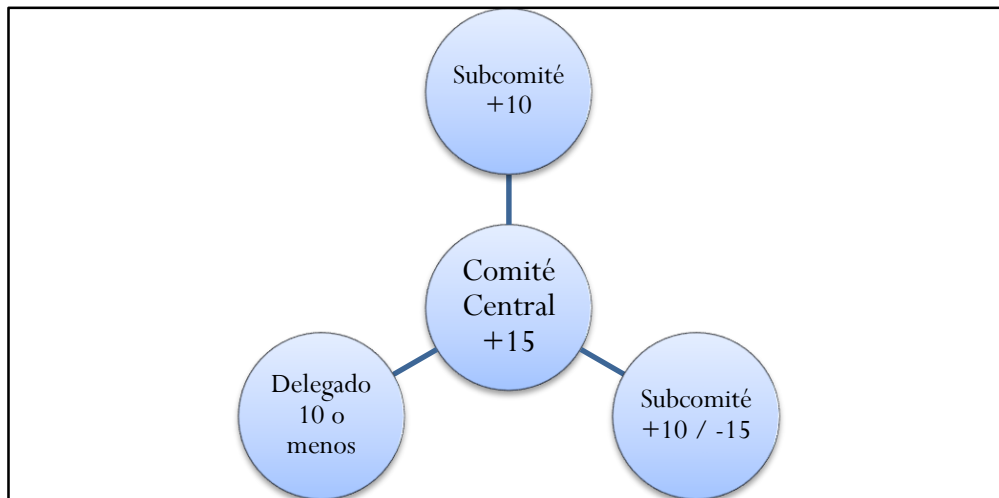 Subcomité
+10
Comité
Central
+15
Delegado
10 o
menos
Subcomité
+10 / -15